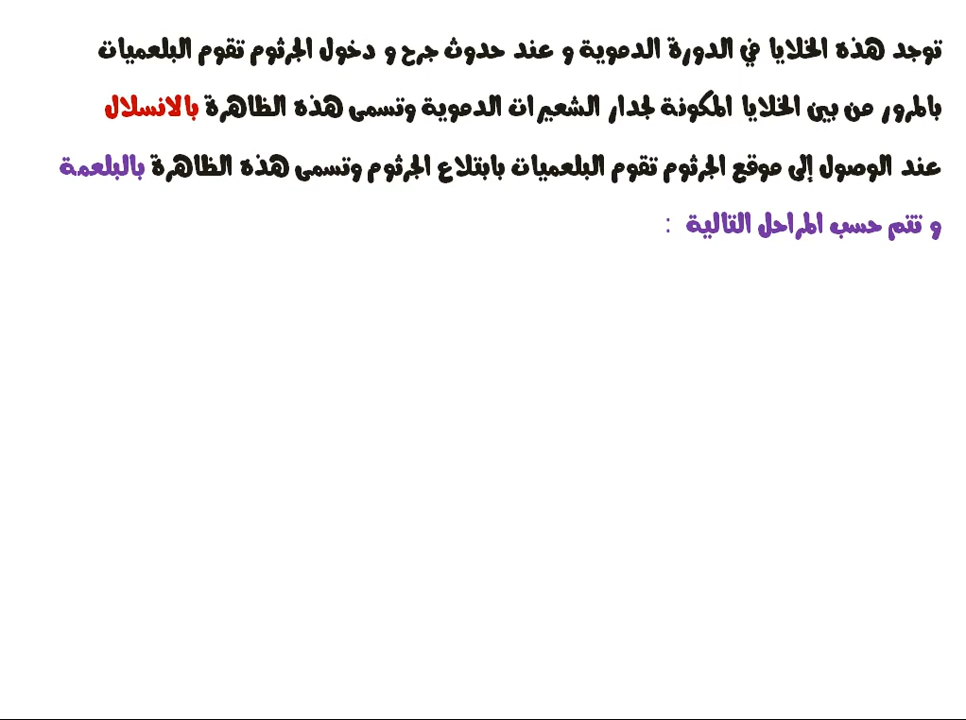 توجد هذه الخلايا في الدورة الدموية و عند حدوث جرح و دخول الجرثوم تقوم البلعميات
بالمرور من بين الخلايا المكونة لجدار الشعيرات الدموية وتسمى هذه الظاهرة بالانسلال
عند الوصول إلى موقع الجرثوم تقوم البلعميات بابتلاع الجرثوم وتسمى هذه الظاهرة بالبلعمة
و تتم حسب المراحل التالية :